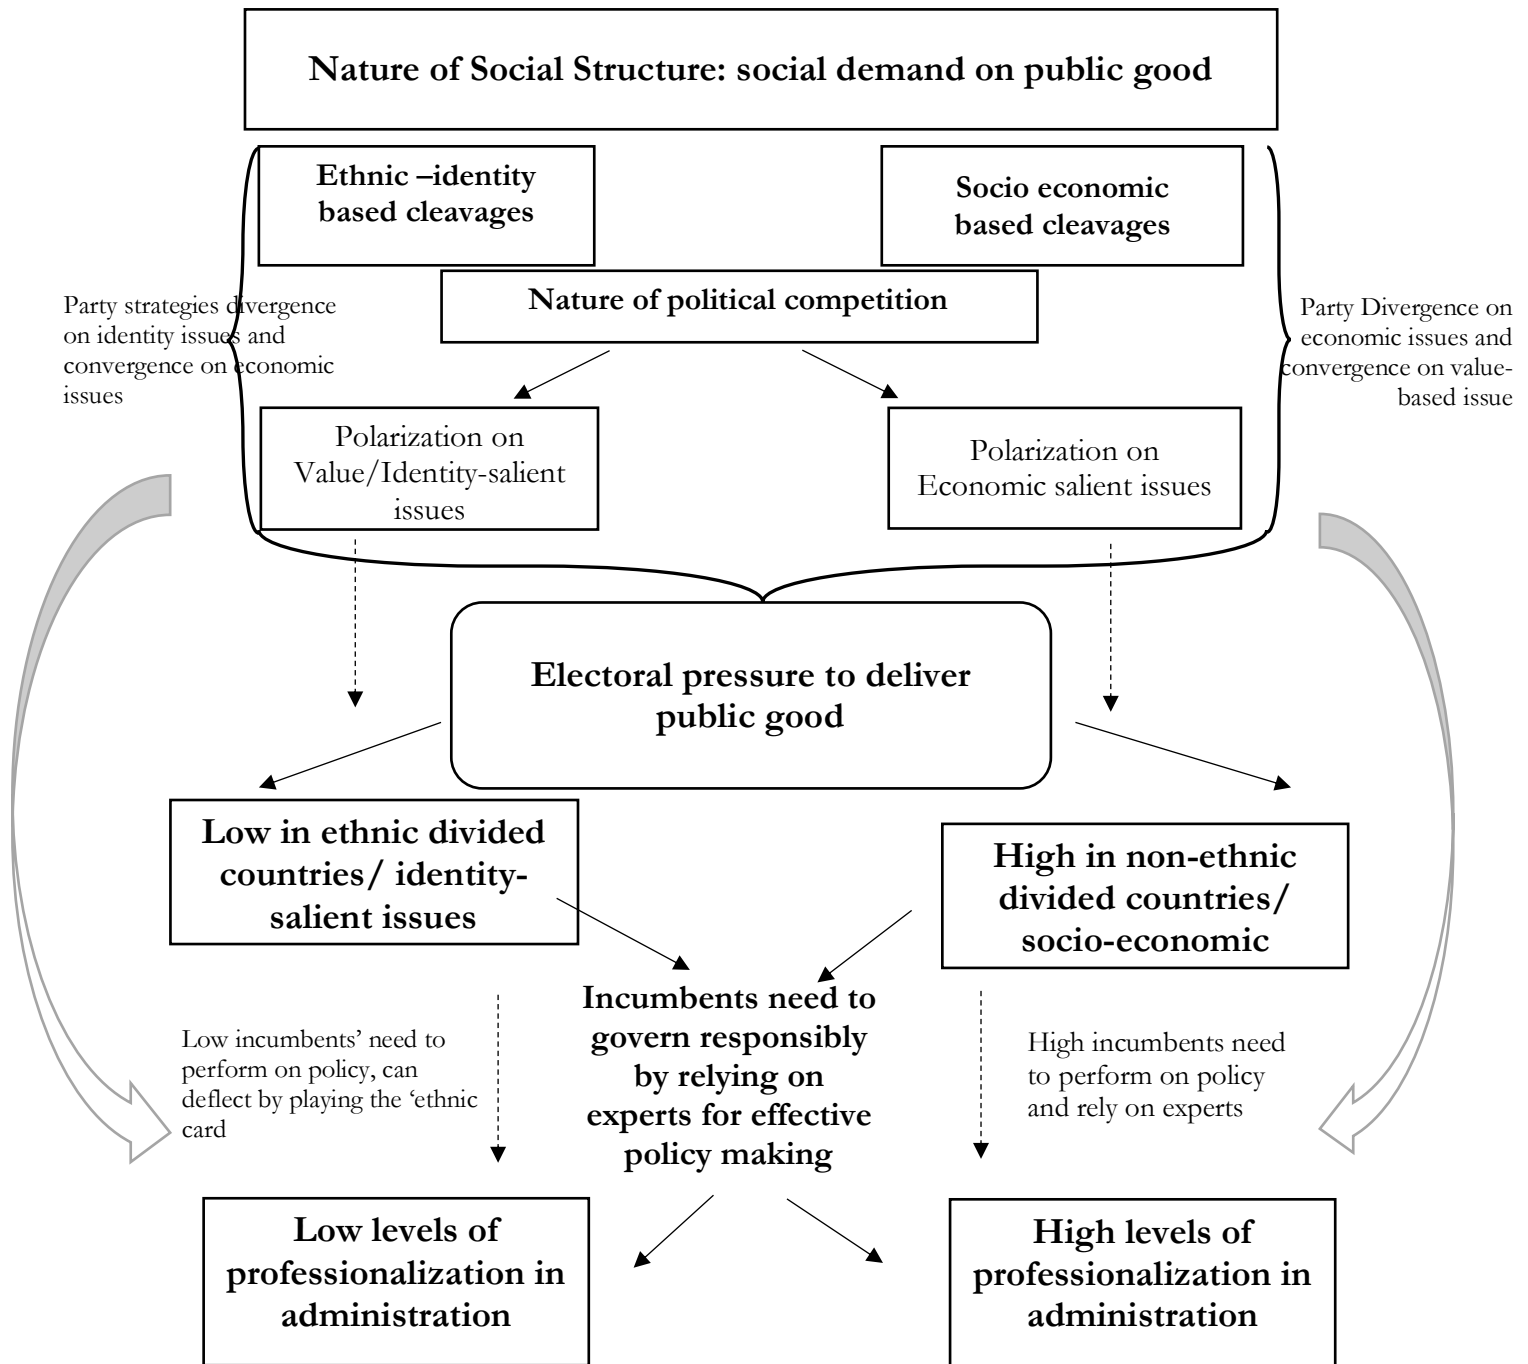 Nature of Social Structure: social demand on public good
Ethnic –identity
based cleavages
Socio economic
based cleavages
Nature of political competition
Party strategies divergence
on identity issues and
convergence on economic
issues
Party Divergence on
economic issues and
convergence on value-
based issue
Polarization on
Value/Identity-salient
issues
Polarization on
Economic salient issues
Electoral pressure to deliver
public good
Low in ethnic divided
countries/ identity-
salient issues
High in non-ethnic
divided countries/
socio-economic
Incumbents need to
govern responsibly
by relying on
experts for effective
policy making
Low incumbents’ need to
perform on policy, can
deflect by playing the ‘ethnic
card
High incumbents need
to perform on policy
and rely on experts
Low levels of
professionalization in
administration
High levels of
professionalization in
administration